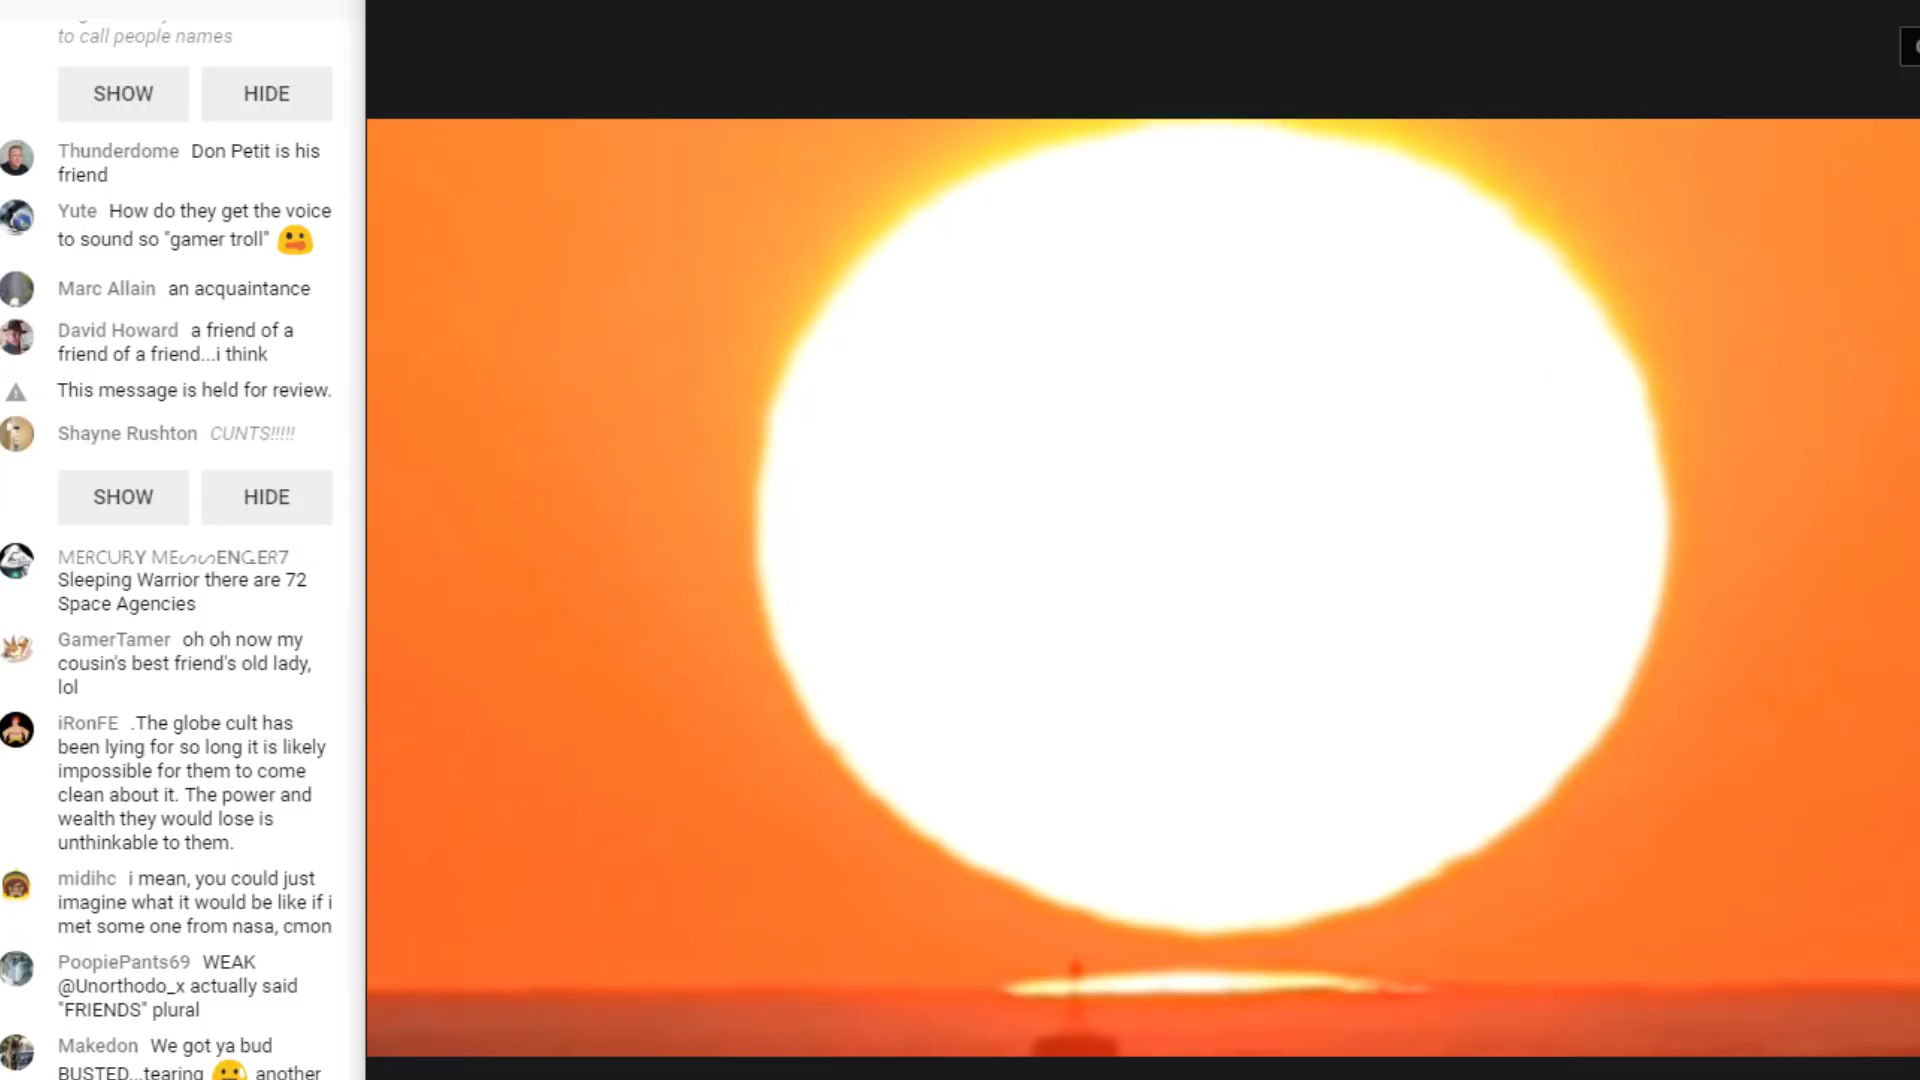 to call people names
SHOW HIDE
Thunderdome Don Petit is his
friend
Yute How do they get the voice
to sound so "gamer troll"
Marc Allain an acquaintance
David Howard a friend of a
friend of a friend...i think
This message is held for review.
Shayne Rushton CUNTS!!!!!
SHOW HIDE
MERCURY MEᔕᔕENGER7
Sleeping Warrior there are 72
Space Agencies
GamerTamer oh oh now my
cousin's best friend's old lady,
lol
iRonFE .The globe cult has
been lying for so long it is likely
impossible for them to come
clean about it. The power and
wealth they would lose is
unthinkable to them.
midihc i mean, you could just
imagine what it would be like if i
met some one from nasa, cmon
PoopiePants69 WEAK
@Unorthodo_x actually said
"FRIENDS" plural
Makedon We got ya bud
BUSTED...tearing another